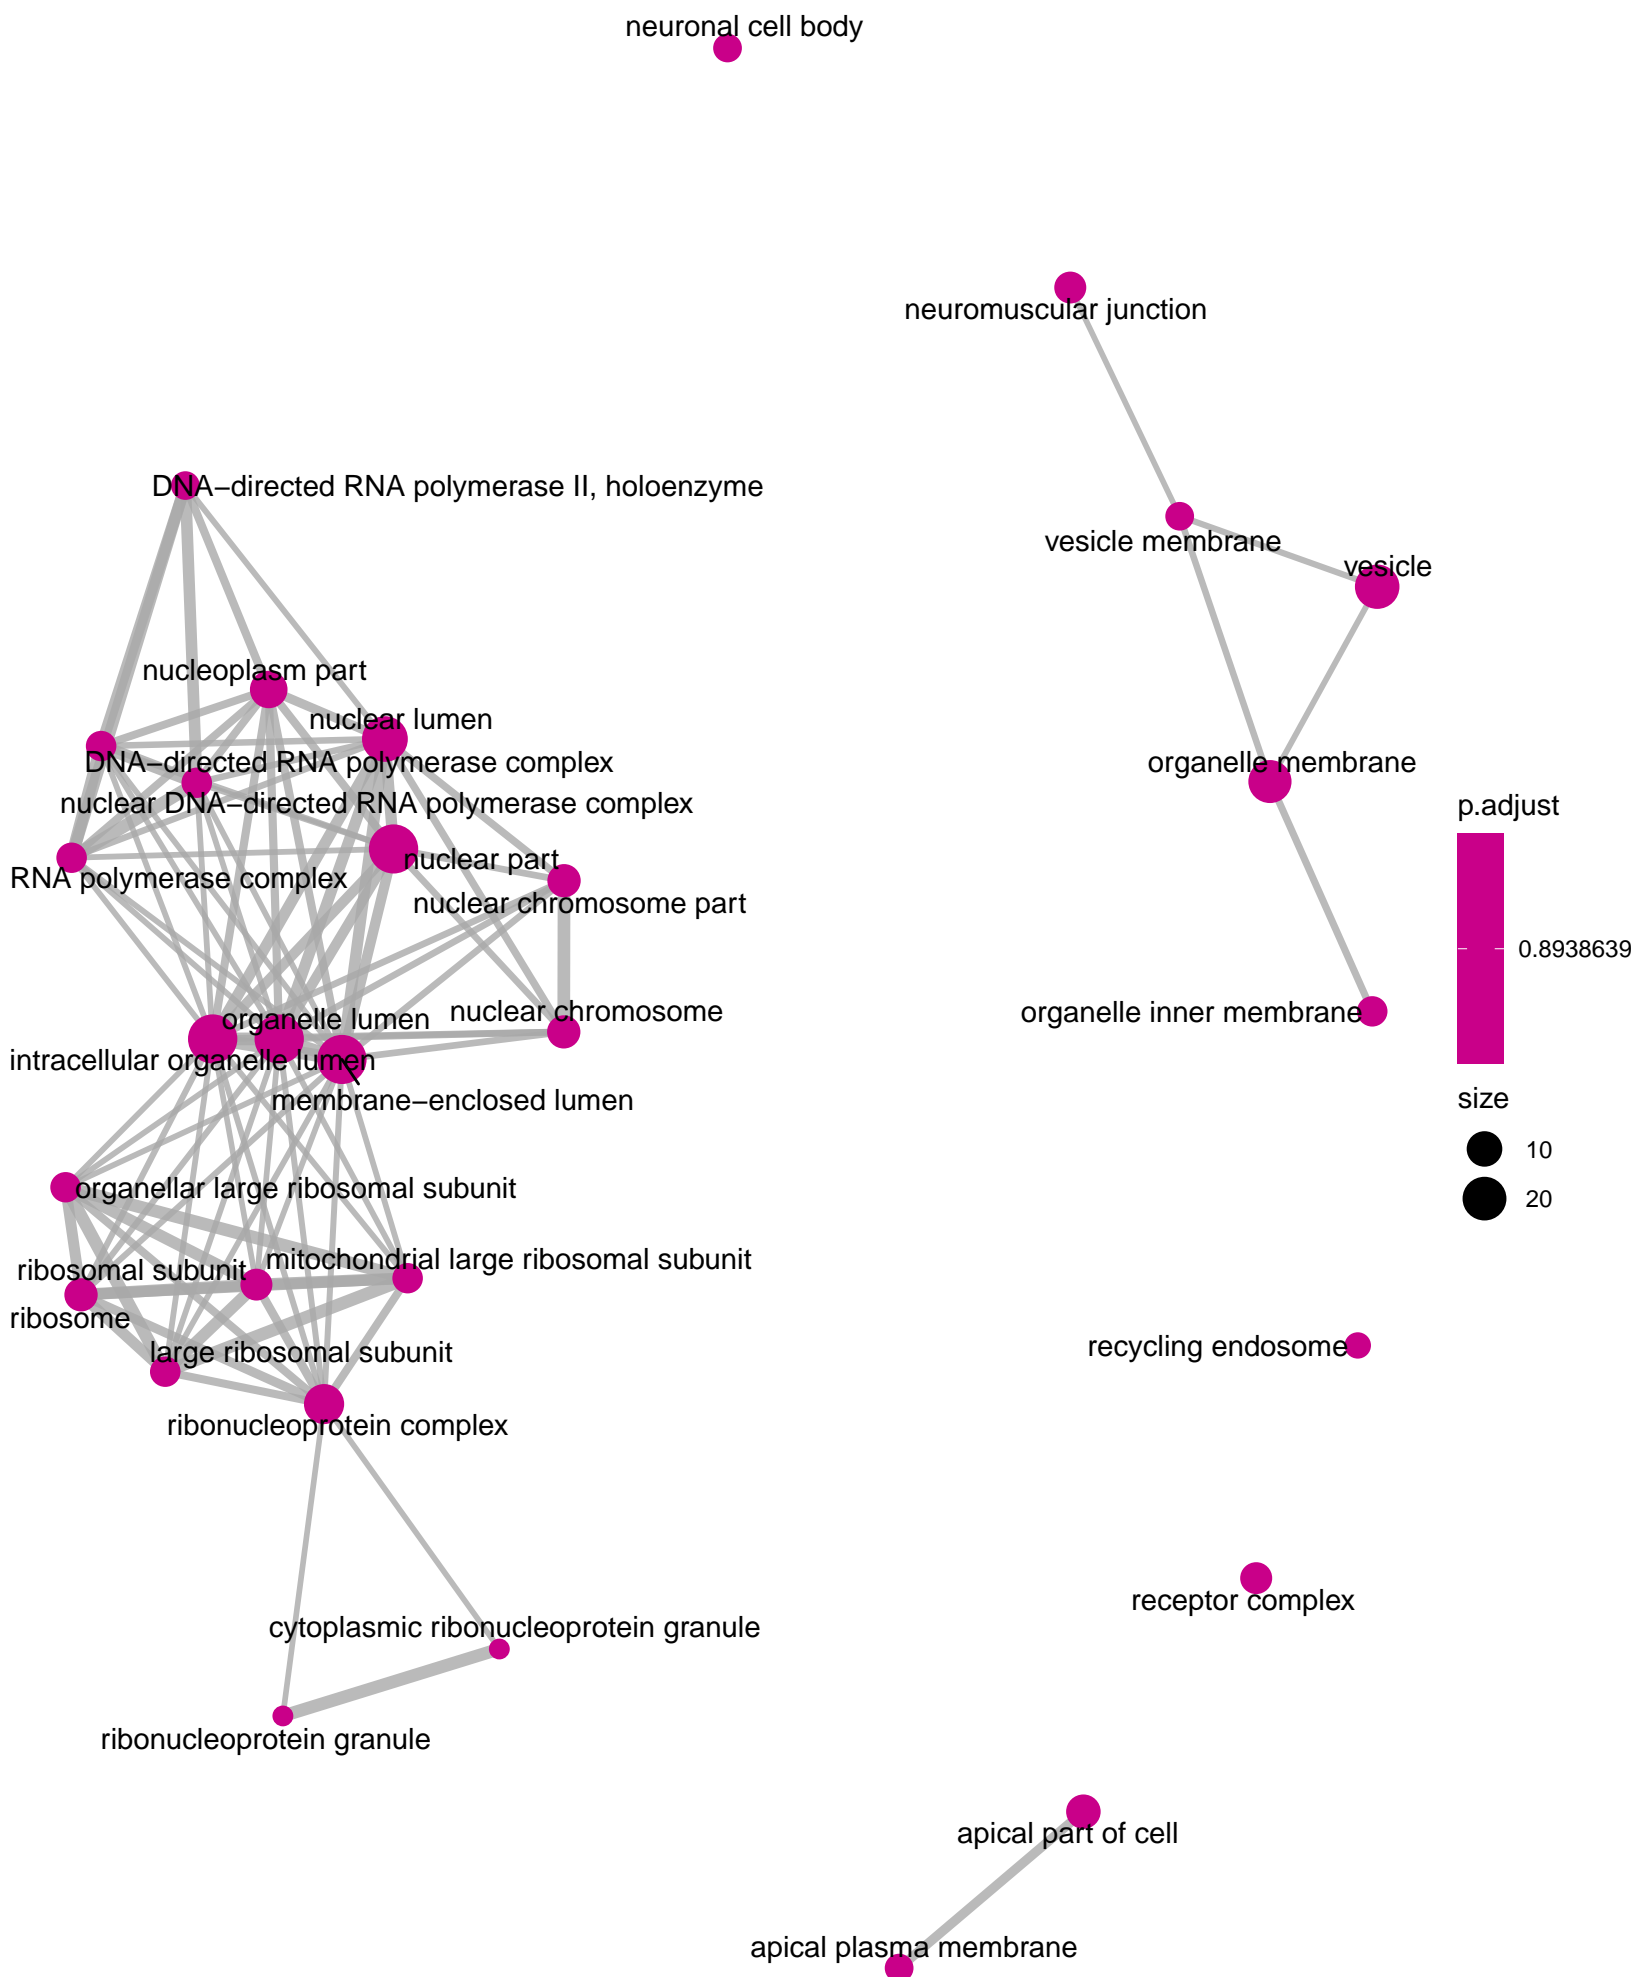 neuronal cell body
neuromuscular junction
DNA−directed RNA polymerase II, holoenzyme
vesicle membrane
vesicle
nucleoplasm part
nuclear lumen
DNA−directed RNA polymerase complex
organelle membrane
nuclear DNA−directed RNA polymerase complex
p.adjust
nuclear part
RNA polymerase complex
nuclear chromosome part
0.8938639
organelle lumen
nuclear chromosome
organelle inner membrane
intracellular organelle lumen
membrane−enclosed lumen
size
10
organellar large ribosomal subunit
20
mitochondrial large ribosomal subunit
ribosomal subunit
ribosome
recycling endosome
large ribosomal subunit
ribonucleoprotein complex
receptor complex
cytoplasmic ribonucleoprotein granule
ribonucleoprotein granule
apical part of cell
apical plasma membrane